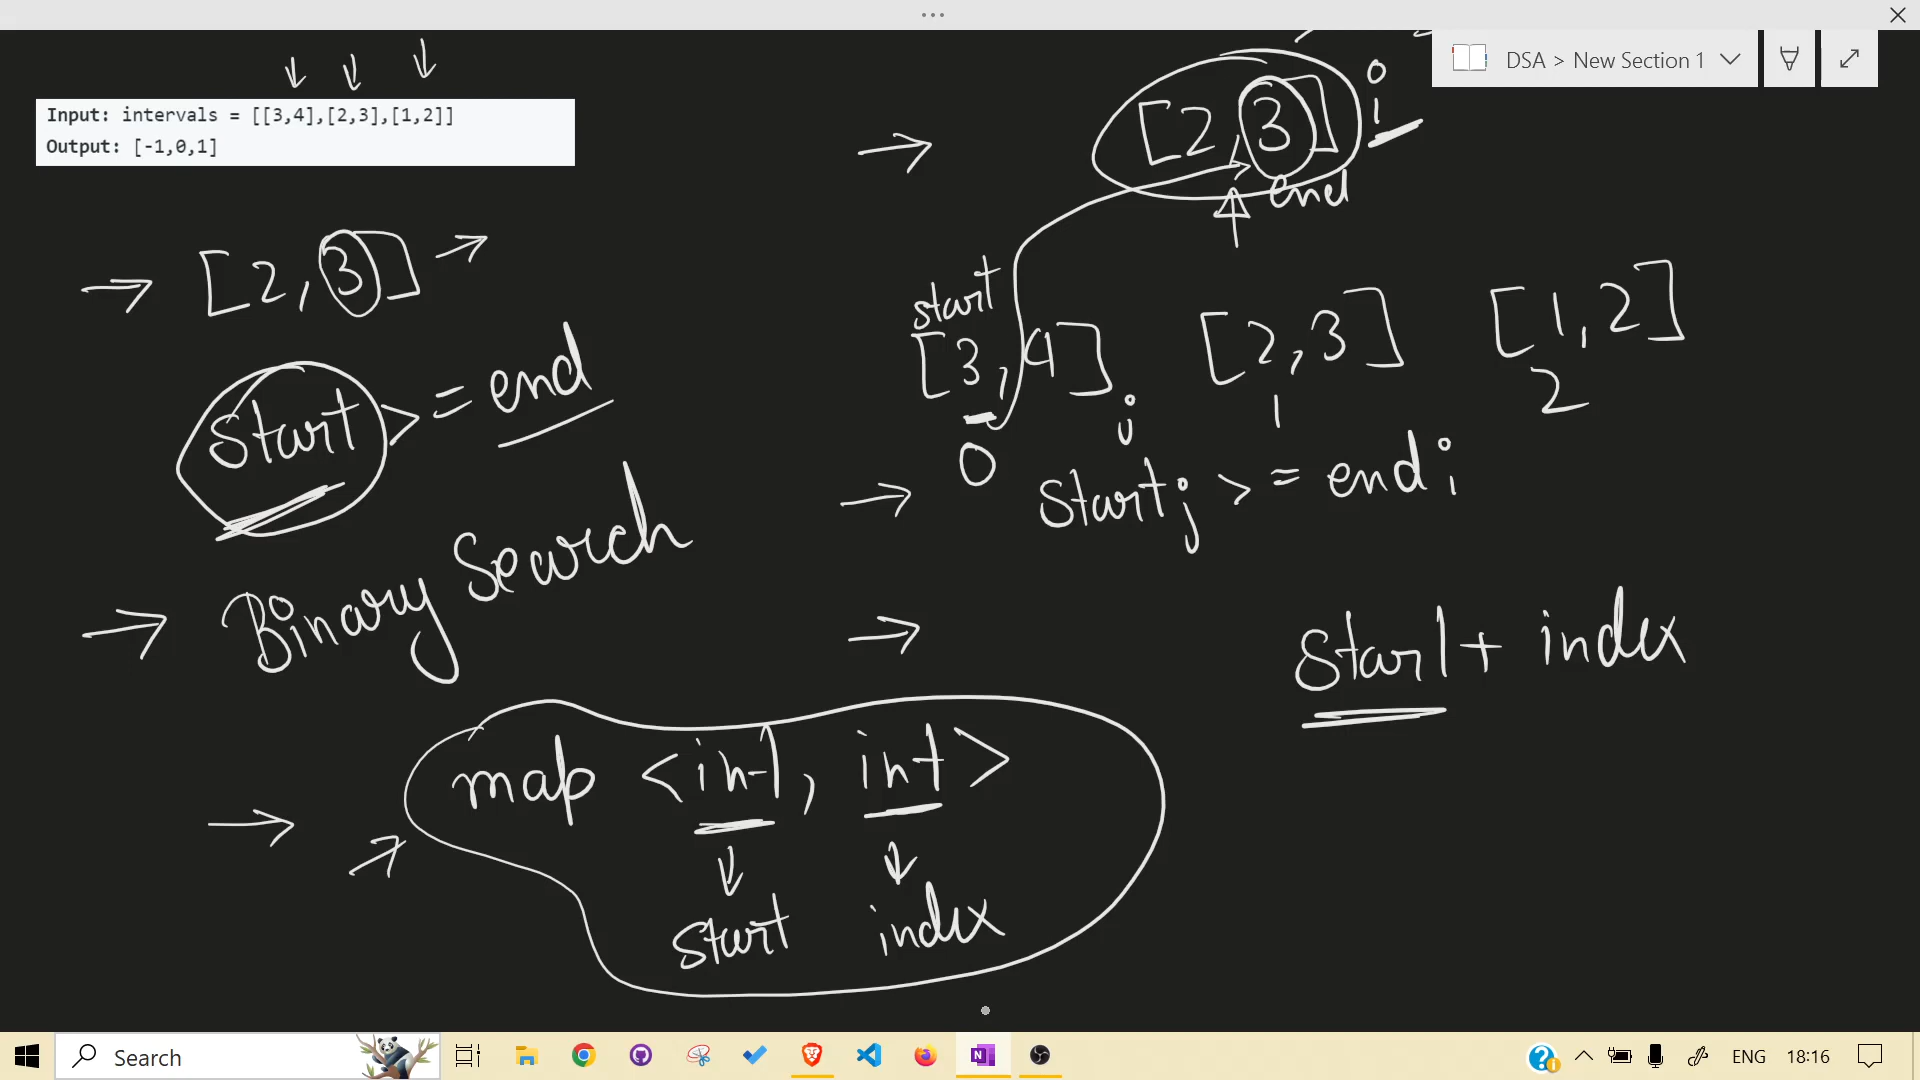 DSA > New Section 1
Input: intervals = [[3,4],[2,3],[1,2]]
Output: [-1,0,1]
[2,3] i
end
[2,3]
start
[3,4] j [2,3] [1,2]
0 1 2
start >= end
startj >= endi
Binary Search
start + index
map <int, int>
start index
Search
ENG 18:16